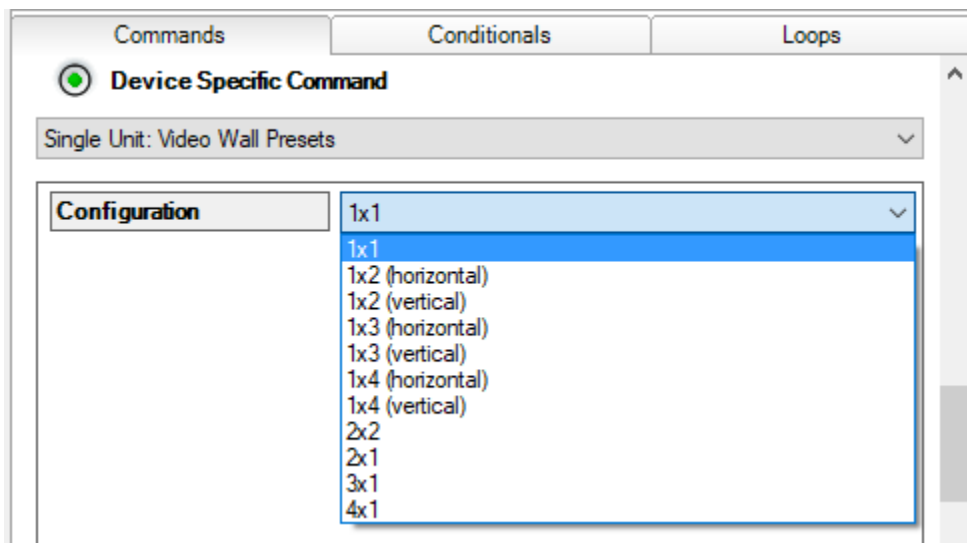 Commands Conditionals Loops
Device Specific Command
Single Unit: Video Wall Presets
Configuration 1x1
1x1
1x2 (horizontal)
1x2 (vertical)
1x3 (horizontal)
1x3 (vertical)
1x4 (horizontal)
1x4 (vertical)
2x2
2x1
3x1
4x1